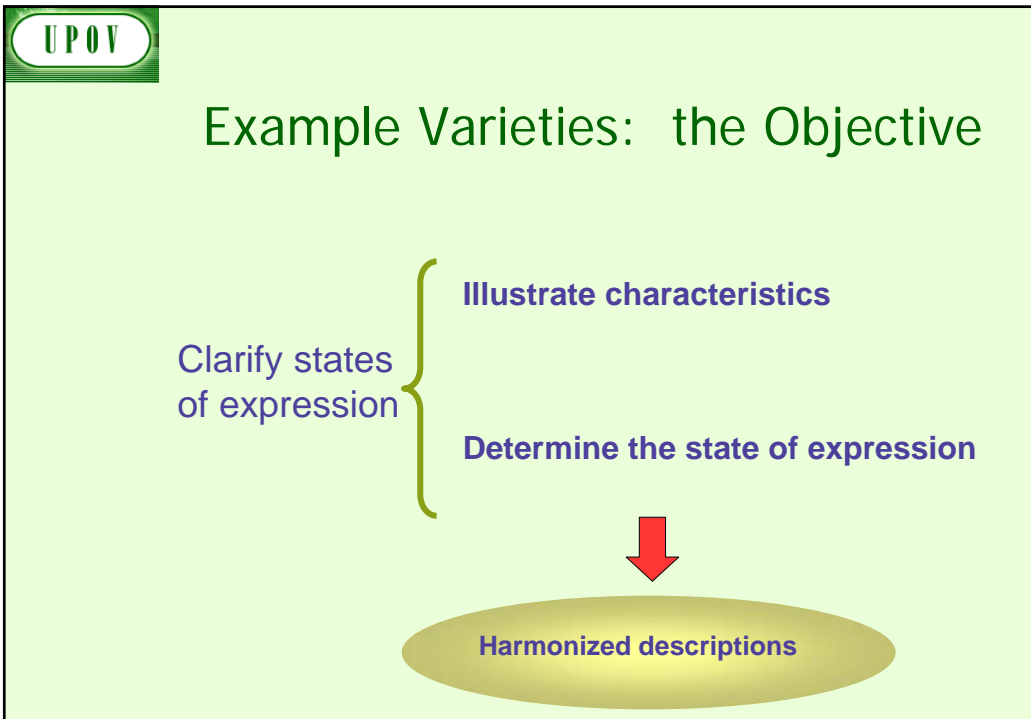 UPOV
Example Varieties: the Objective
Clarify states
of expression
Illustrate characteristics
Determine the state of expression
Harmonized descriptions